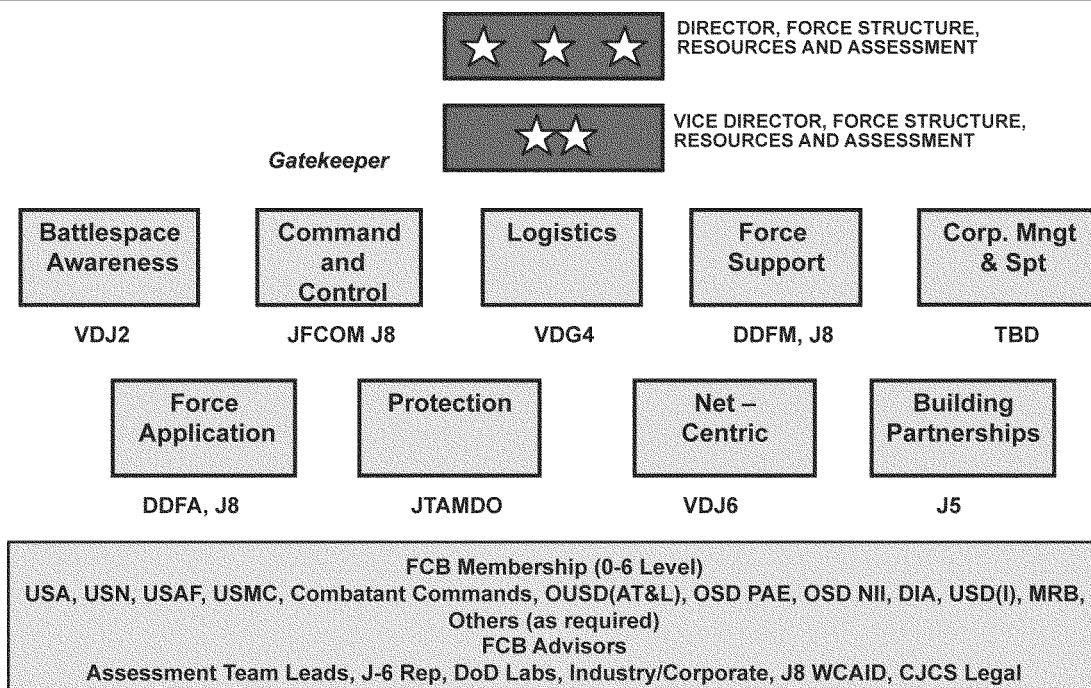 DIRECTOR, FORCE STRUCTURE,
RESOURCES AND ASSESSMENT
VICE DIRECTOR, FORCE STRUCTURE,
RESOURCES AND ASSESSMENT
Gatekeeper
Battlespace
Awareness
VDJ2
Command
and
Control
JFCOM J8
Logistics
VDG4
Force
Support
DDFM, J8
Corp. Mngt
& Spt
TBD
Force
Application
DDFA, J8
Protection
JTAMDO
Net –
Centric
VDJ6
Building
Partnerships
J5
FCB Membership (0-6 Level)
USA, USN, USAF, USMC, Combatant Commands, OUSD(AT&L), OSD PAE, OSD NII, DIA, USD(I), MRB,
Others (as required)
FCB Advisors
Assessment Team Leads, J-6 Rep, DoD Labs, Industry/Corporate, J8 WCAID, CJCS Legal